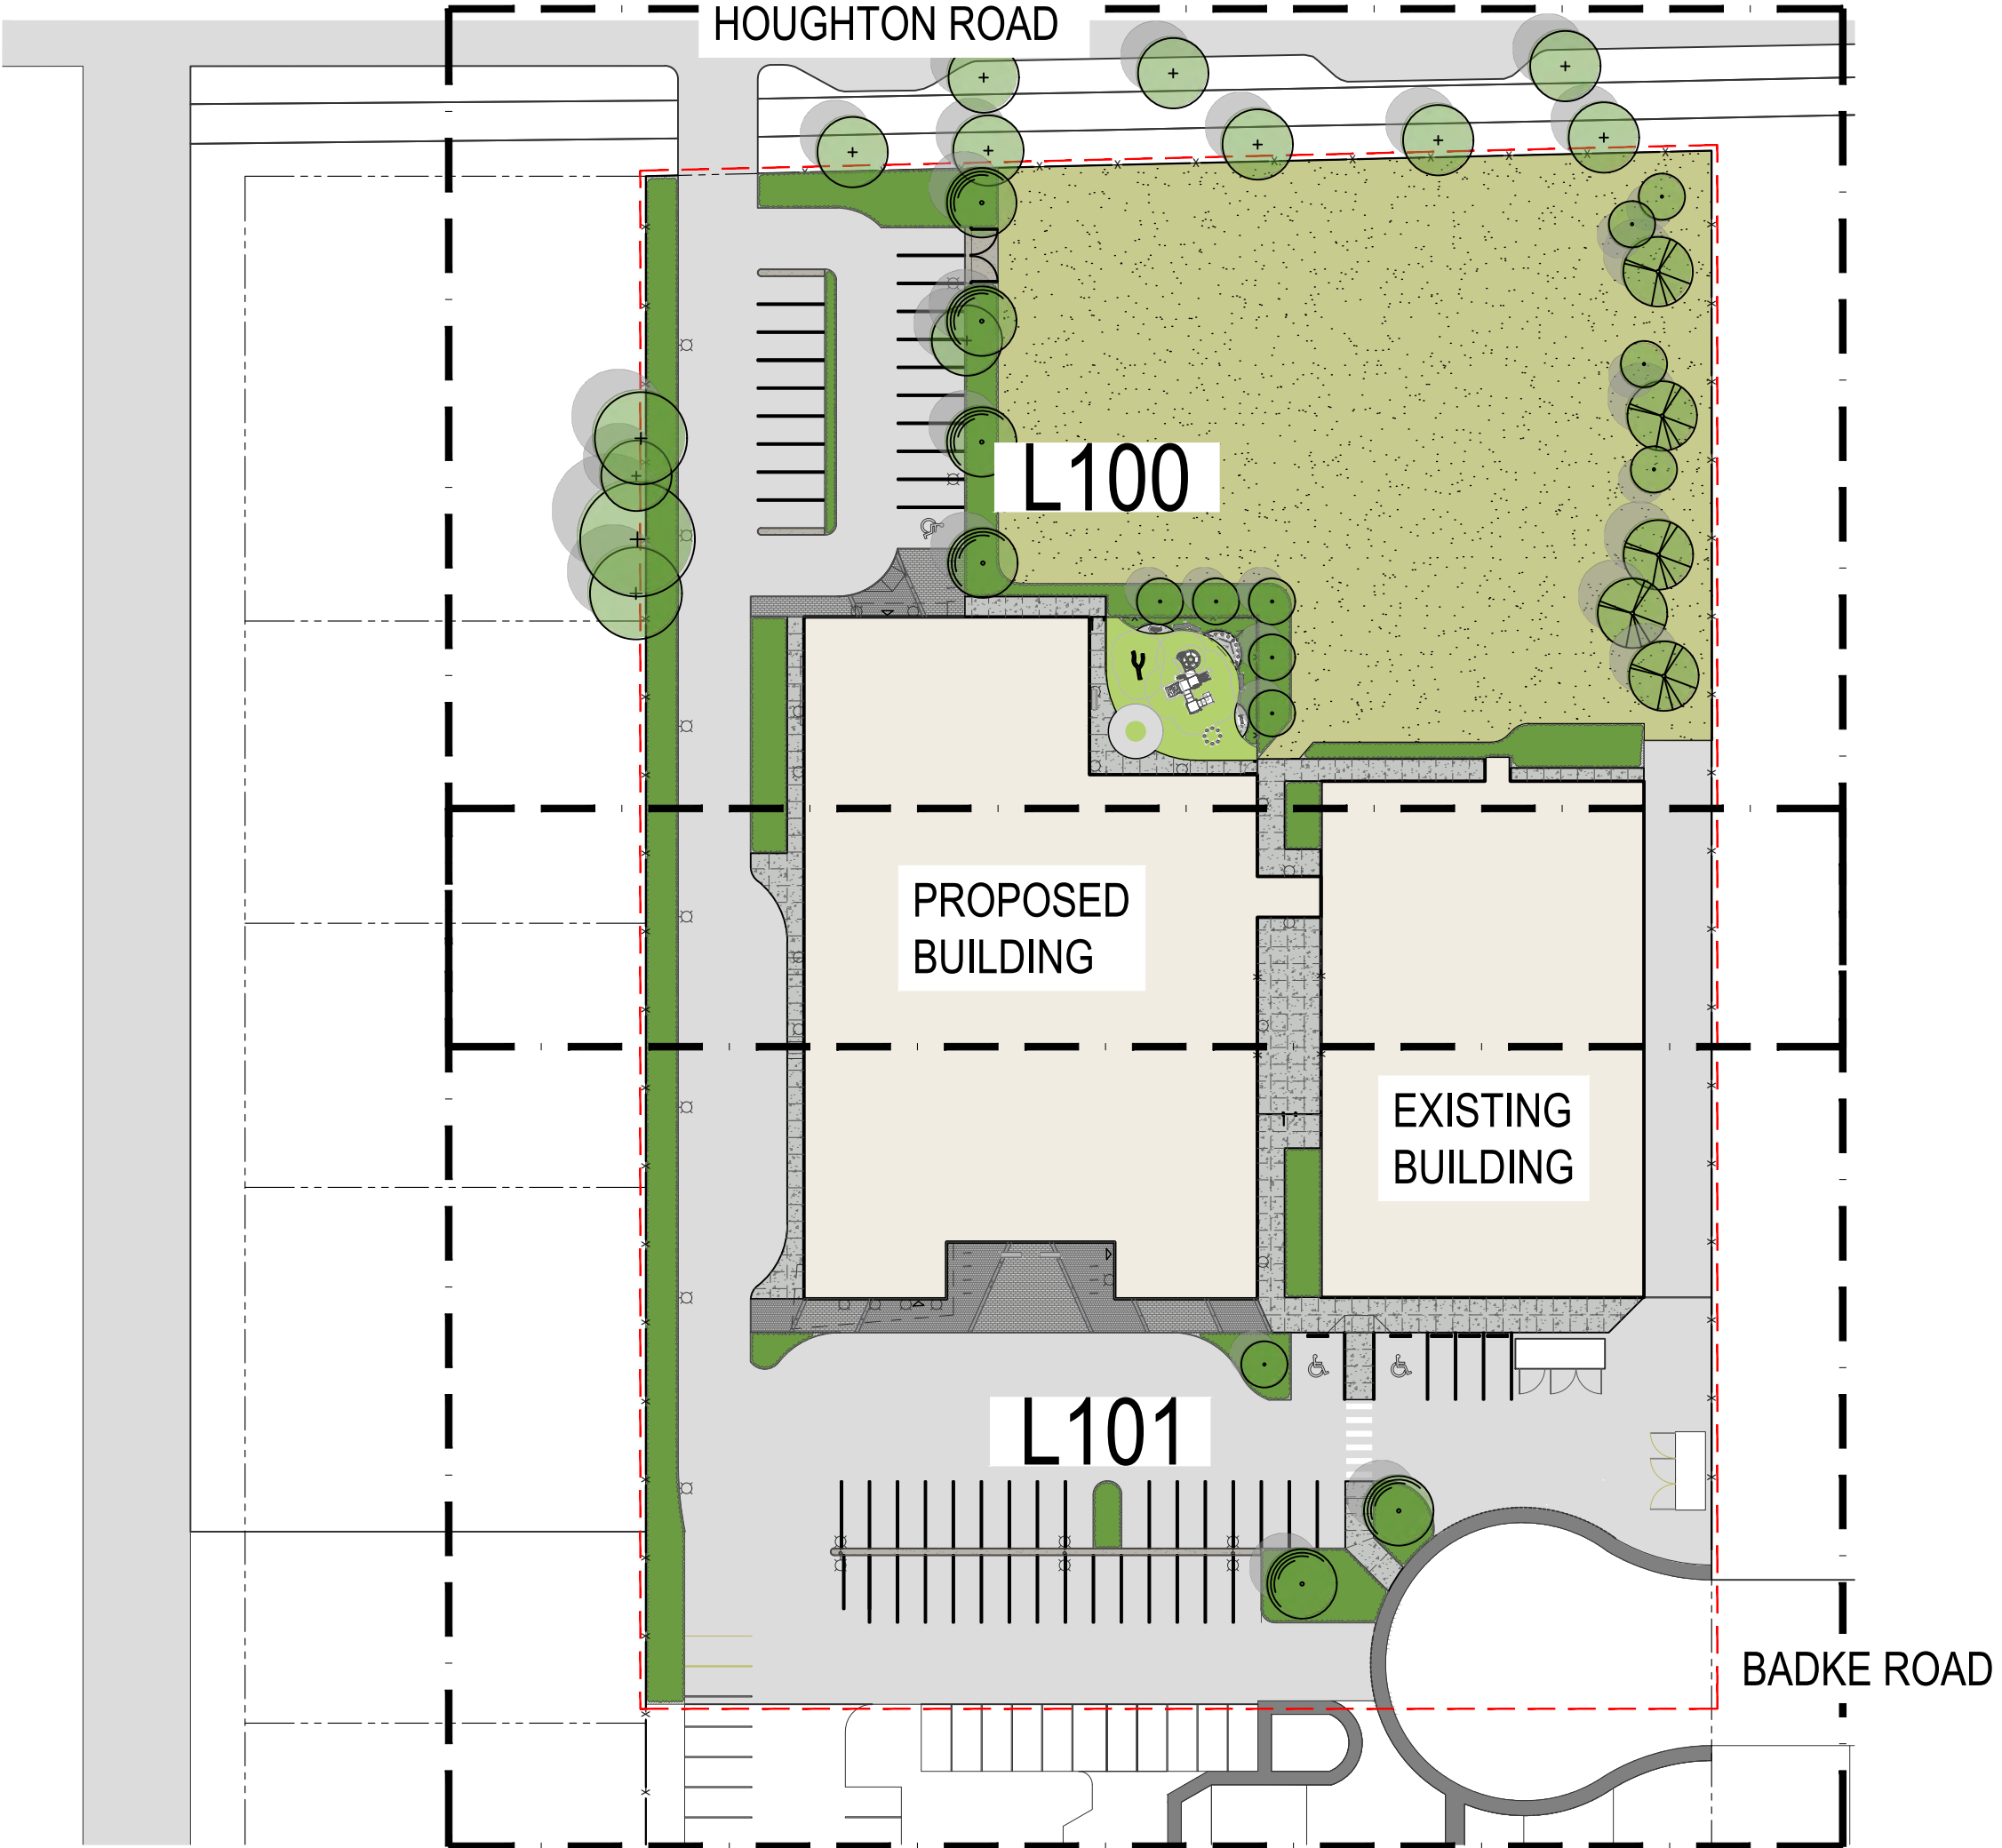 HOUGHTON ROAD
L100
PROPOSED
BUILDING
EXISTING
BUILDING
L101
BADKE ROAD